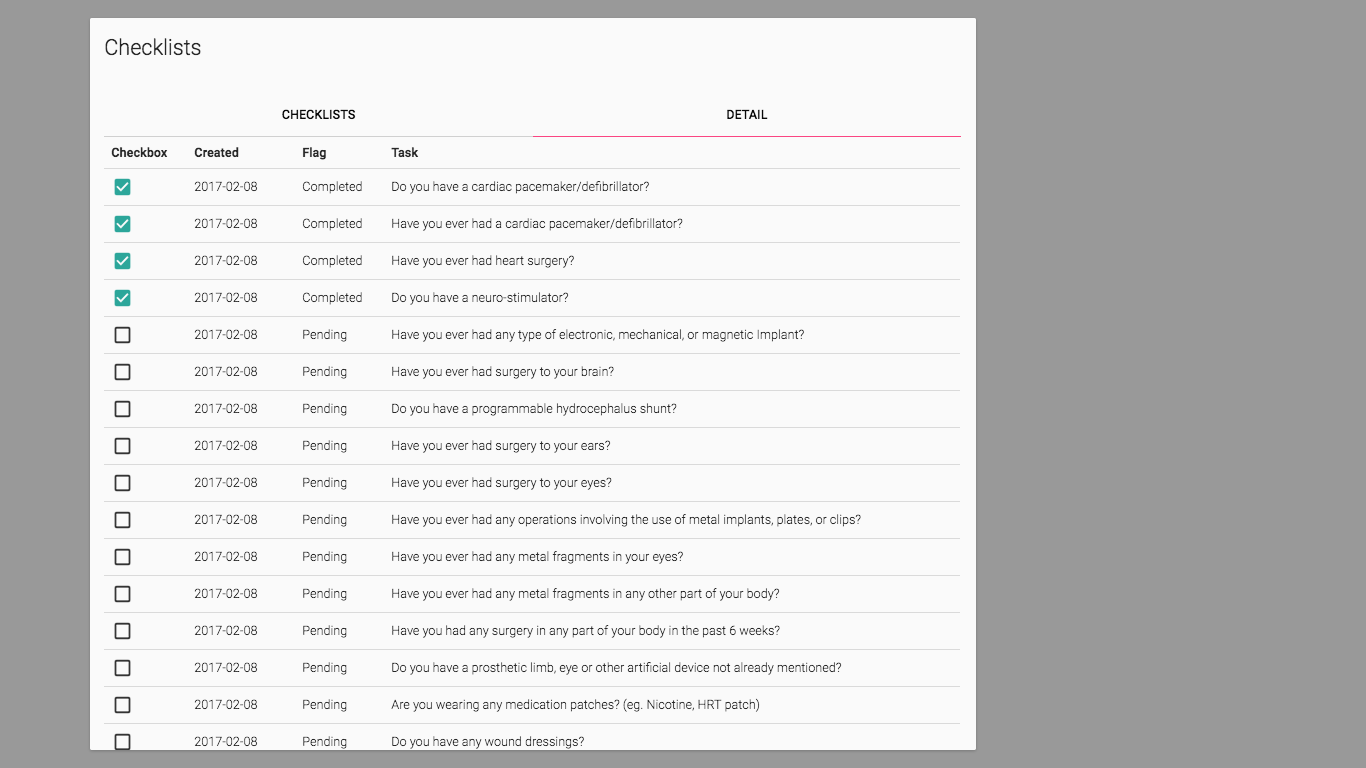 Checklists
CHECKLISTS DETAIL
Checkbox Created Flag Task
2017-02-08 Completed Do you have a cardiac pacemaker/defibrillator?
2017-02-08 Completed Have you ever had a cardiac pacemaker/defibrillator?
2017-02-08 Completed Have you ever had heart surgery?
2017-02-08 Completed Do you have a neuro-stimulator?
2017-02-08 Pending Have you ever had any type of electronic, mechanical, or magnetic Implant?
2017-02-08 Pending Have you ever had surgery to your brain?
2017-02-08 Pending Do you have a programmable hydrocephalus shunt?
2017-02-08 Pending Have you ever had surgery to your ears?
2017-02-08 Pending Have you ever had surgery to your eyes?
2017-02-08 Pending Have you ever had any operations involving the use of metal implants, plates, or clips?
2017-02-08 Pending Have you ever had any metal fragments in your eyes?
2017-02-08 Pending Have you ever had any metal fragments in any other part of your body?
2017-02-08 Pending Have you had any surgery in any part of your body in the past 6 weeks?
2017-02-08 Pending Do you have a prosthetic limb, eye or other artificial device not already mentioned?
2017-02-08 Pending Are you wearing any medication patches? (eg. Nicotine, HRT patch)
2017-02-08 Pending Do you have any wound dressings?